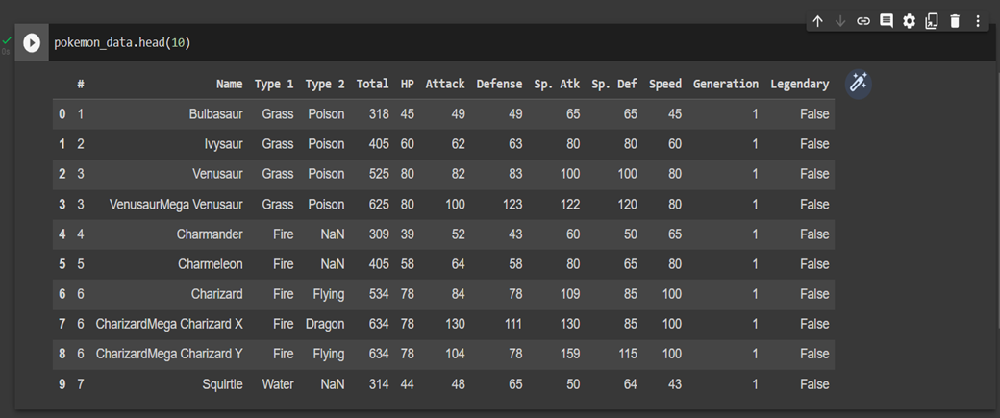 pokemon_data.head(10)
0s
# Name Type 1 Type 2 Total HP Attack Defense Sp. Atk Sp. Def Speed Generation Legendary
0 1 Bulbasaur Grass Poison 318 45 49 49 65 65 45 1 False
1 2 Ivysaur Grass Poison 405 60 62 63 80 80 60 1 False
2 3 Venusaur Grass Poison 525 80 82 83 100 100 80 1 False
3 3 VenusaurMega Venusaur Grass Poison 625 80 100 123 122 120 80 1 False
4 4 Charmander Fire NaN 309 39 52 43 60 50 65 1 False
5 5 Charmeleon Fire NaN 405 58 64 58 80 65 80 1 False
6 6 Charizard Fire Flying 534 78 84 78 109 85 100 1 False
7 6 CharizardMega Charizard X Fire Dragon 634 78 130 111 130 85 100 1 False
8 6 CharizardMega Charizard Y Fire Flying 634 78 104 78 159 115 100 1 False
9 7 Squirtle Water NaN 314 44 48 65 50 64 43 1 False